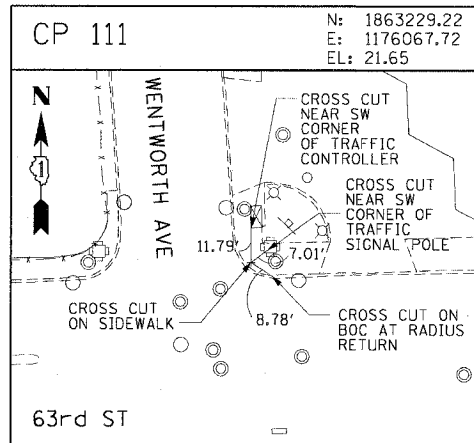 CP 111
N: 1863229.22
E: 1176067.72
EL: 21.65
N
1
WENTWORTH AVE
CROSS CUT
NEAR SW
CORNER
OF TRAFFIC
CONTROLLER
CROSS CUT
NEAR SW
CORNER OF
TRAFFIC
SIGNAL POLE
11.79'
7.01'
8.78'
CROSS CUT
ON SIDEWALK
CROSS CUT ON
BOC AT RADIUS
RETURN
63rd ST